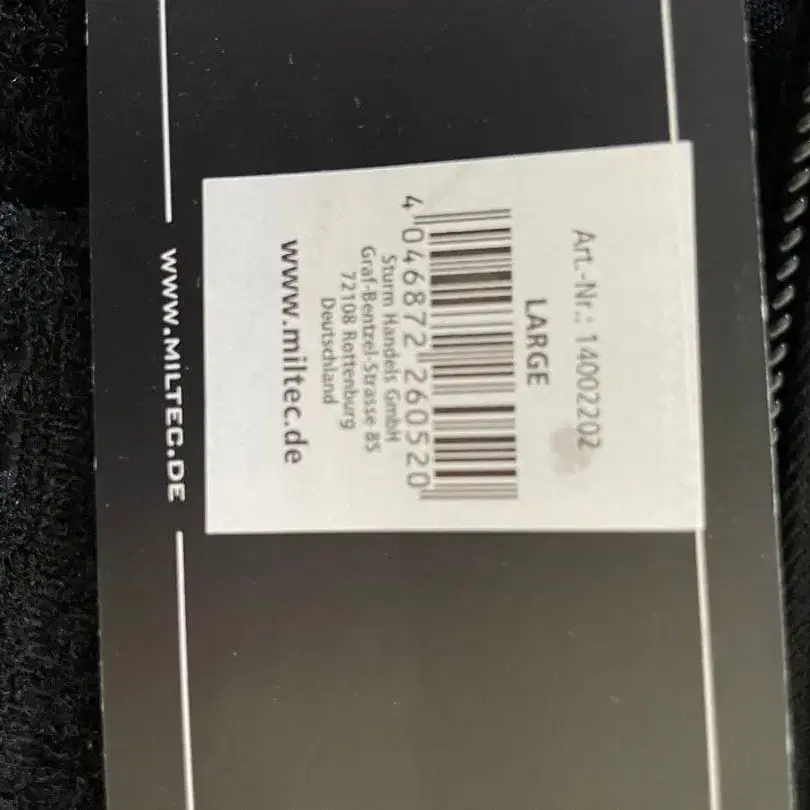 Art.-Nr.: 14002202
LARGE
4 046872 260520
Sturm Handels GmbH
Graf-Bentzel-Strasse 85
72108 Rottenburg
Deutschland
www.miltec.de
WWW.MILTEC.DE